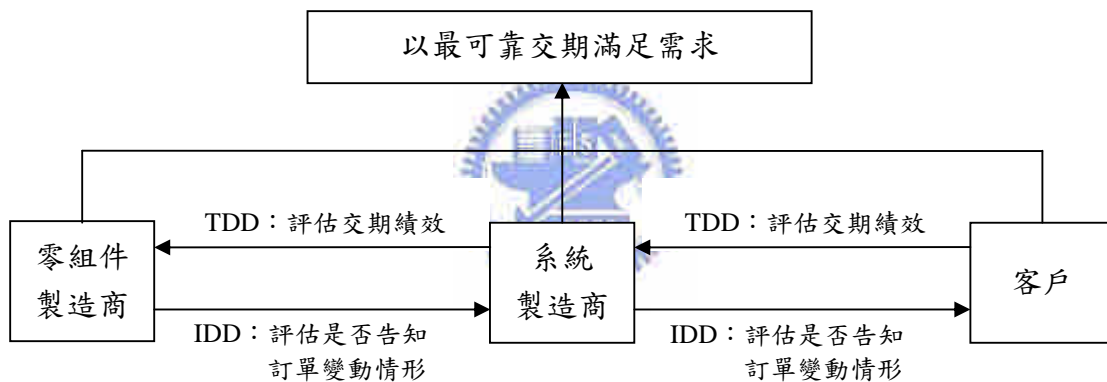 以最可靠交期滿足需求
TDD：評估交期績效
TDD：評估交期績效
零組件
製造商
系統
製造商
客戶
IDD：評估是否告知
訂單變動情形
IDD：評估是否告知
訂單變動情形